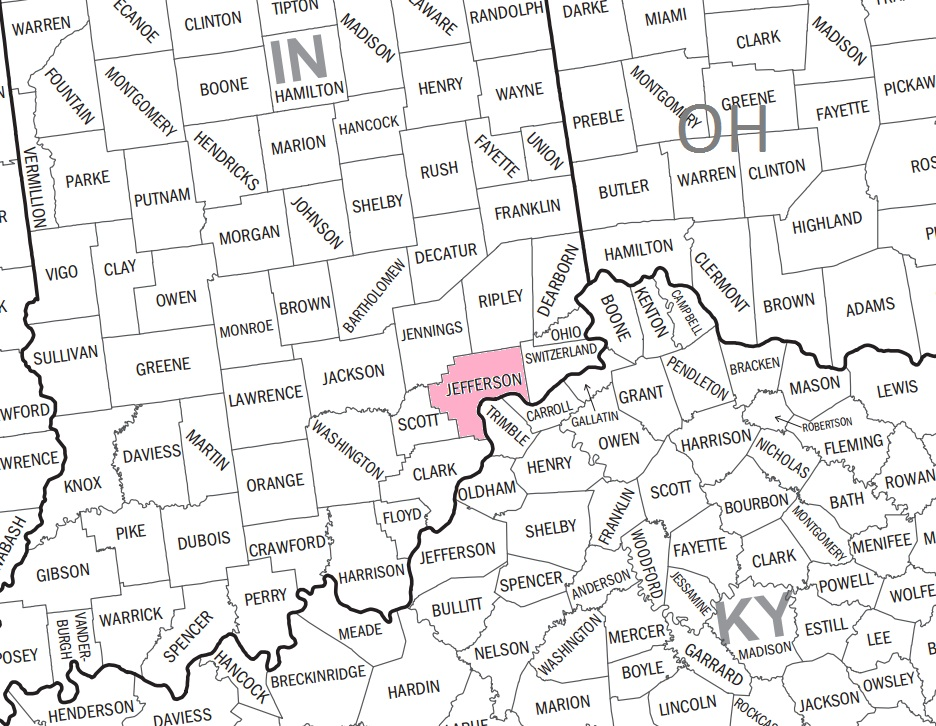 WARREN
CLINTON
TIPTON
MADISON
RANDOLPH
DARKE
MIAMI
CLARK
MADISON
IN
FOUNTAIN
MONTGOMERY
BOONE
HAMILTON
HENRY
WAYNE
PREBLE
MONTGOMERY
GREENE
OH
FAYETTE
VERMILLION
PARKE
PUTNAM
HENDRICKS
MARION
HANCOCK
RUSH
FAYETTE
UNION
BUTLER
WARREN
CLINTON
JOHNSON
SHELBY
FRANKLIN
HIGHLAND
VIGO
CLAY
MORGAN
DECATUR
DEARBORN
HAMILTON
CLERMONT
OWEN
BROWN
BARTHOLOMEW
RIPLEY
BROWN
ADAMS
MONROE
JENNINGS
OHIO
BOONE
KENTON
CAMPBELL
SULLIVAN
GREENE
SWITZERLAND
LAWRENCE
JACKSON
JEFFERSON
GRANT
PENDLETON
BRACKEN
MASON
LEWIS
SCOTT
TRIMBLE
CARROLL
GALLATIN
ROBERTSON
DAVIESS
MARTIN
WASHINGTON
OWEN
HARRISON
NICHOLAS
FLEMING
KNOX
ORANGE
CLARK
HENRY
ROWAN
OLDHAM
SCOTT
BOURBON
BATH
PIKE
DUBOIS
FLOYD
SHELBY
FRANKLIN
MONTGOMERY
GIBSON
CRAWFORD
HARRISON
JEFFERSON
WOODFORD
FAYETTE
CLARK
MENIFEE
PERRY
SPENCER
ANDERSON
JESSAMINE
POWELL
WOLFE
WARRICK
SPENCER
BULLITT
KY
VANDER-
BURGH
MEADE
MERCER
MADISON
ESTILL
LEE
HANCOCK
BRECKINRIDGE
NELSON
WASHINGTON
BOYLE
GARRARD
HARDIN
OWSLEY
HENDERSON
DAVIESS
MARION
LINCOLN
JACKSON